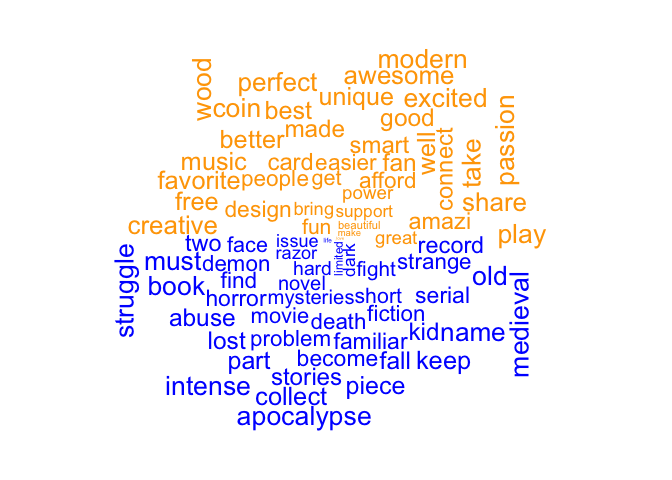 modern
awesome
wood
perfect
unique excited
coin best
good
made
better
smart
well
connect
take
passion
music
card easier fan
favorite people get afford
power
free
design bring support
share
creative
fun
beautiful
amazi
make
great
play
life
two face issue
limited
dark
record
struggle
must demon
razor
hard
fight strange
find
novel
old
book
horror mysteries short serial
medieval
abuse
movie death fiction
lost problem familiar
kid name
part
become fall keep
intense
stories
piece
collect
apocalypse